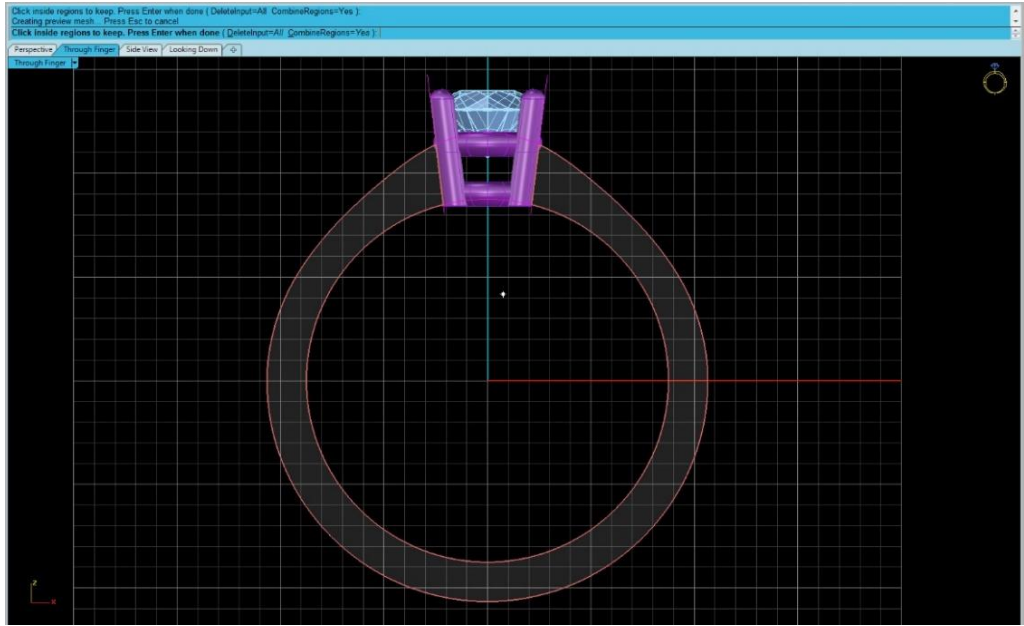 Click inside regions to keep. Press Enter when done ( DeleteInput=All CombineRegions=Yes ):
Creating preview mesh... Press Esc to cancel
Click inside regions to keep. Press Enter when done ( DeleteInput=All CombineRegions=Yes ):
Perspective Through Finger Side View Looking Down
Through Finger
z
x